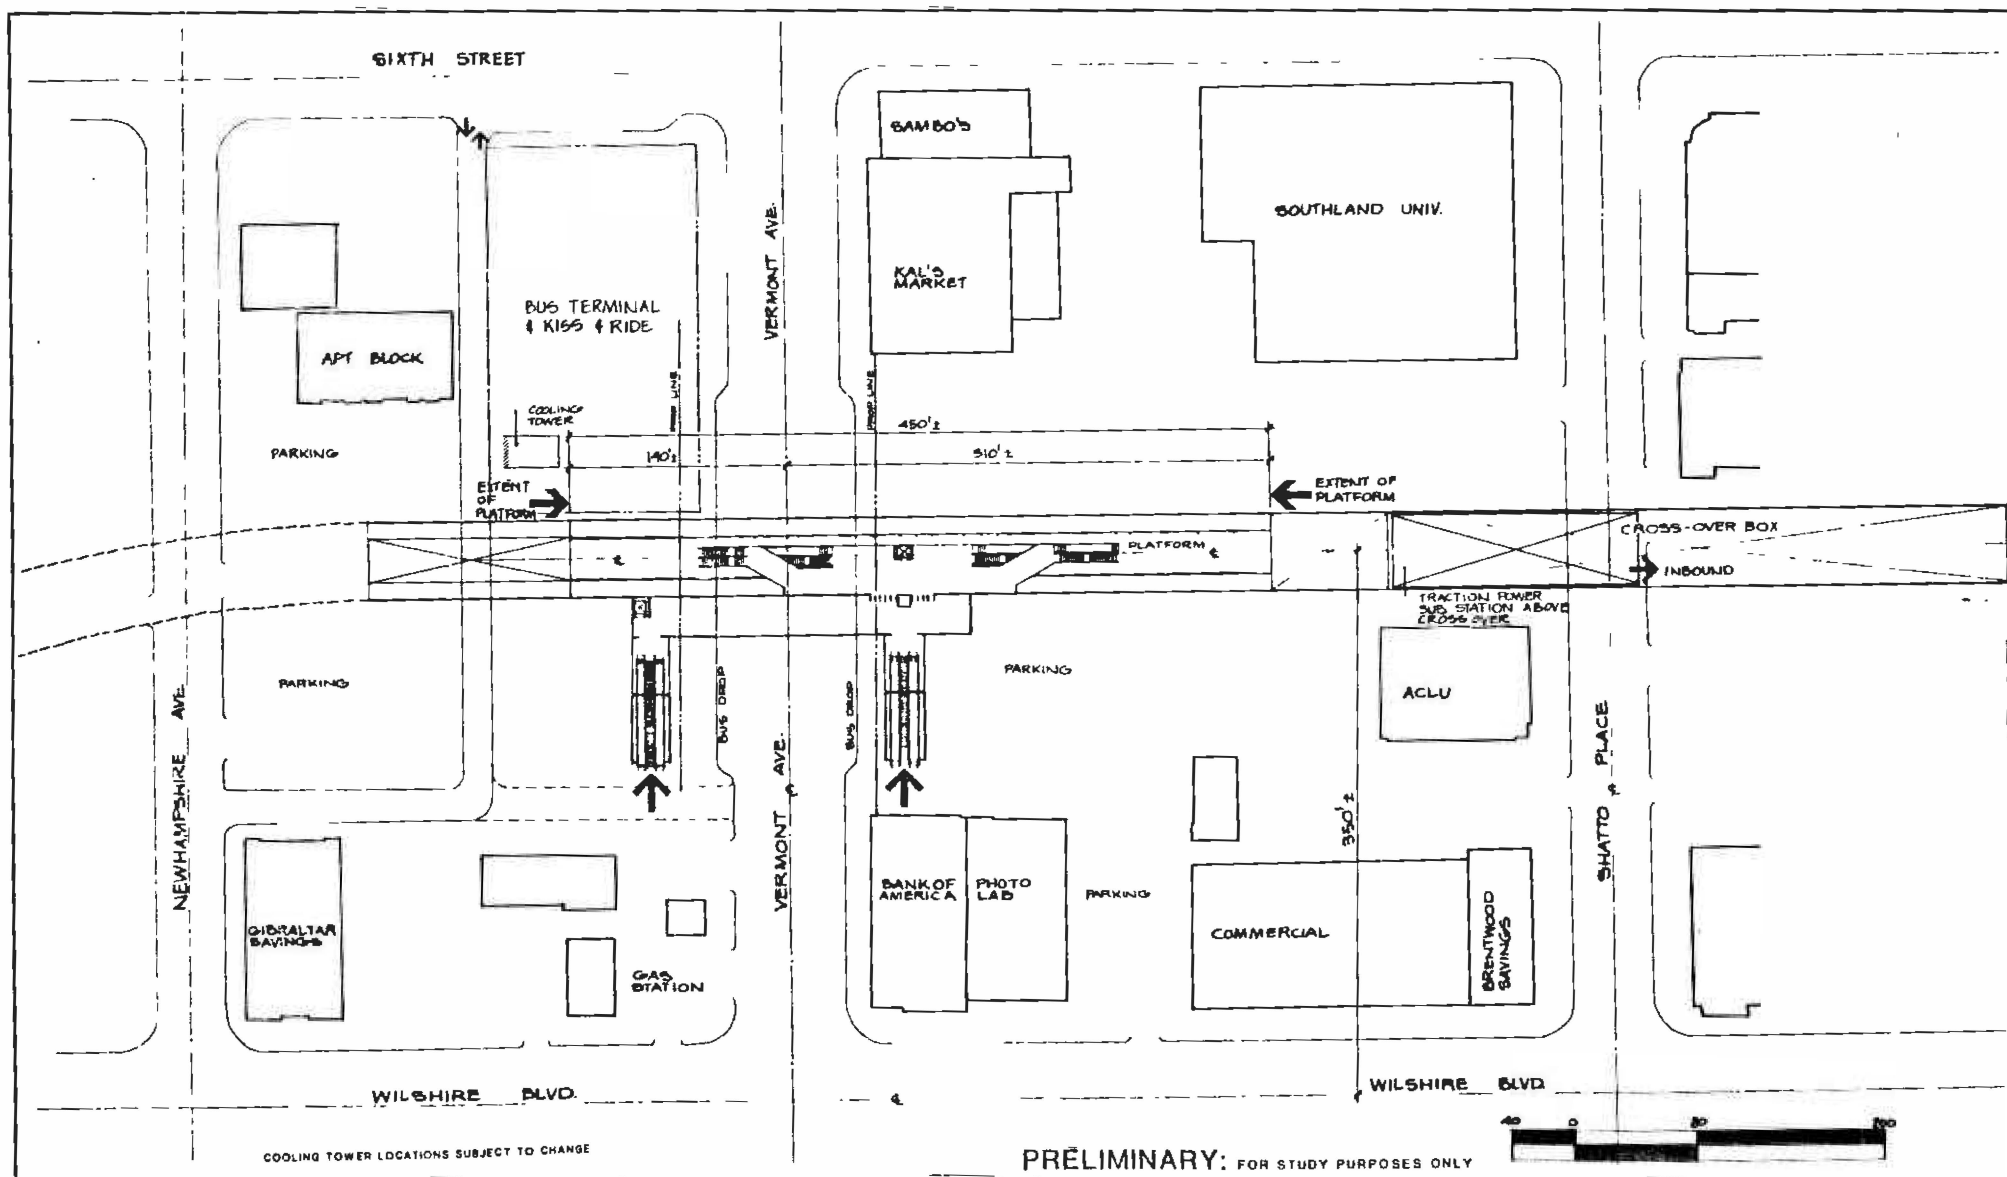 SIXTH STREET
SAMBO'S
SOUTHLAND UNIV.
VERMONT AVE.
KAL'S
MARKET
BUS TERMINAL
& KISS & RIDE
APT BLOCK
PROP LINE
PROP LINE
COOLING
TOWER
450'±
PARKING
140'±
310'±
EXTENT
OF
PLATFORM
EXTENT OF
PLATFORM
CROSS-OVER BOX
PLATFORM ℄
℄
INBOUND
TRACTION POWER
SUB STATION ABOVE
CROSS OVER
PARKING
PARKING
ACLU
BUS DROP
BUS DROP
NEWHAMPSHIRE AVE.
VERMONT AVE. ℄
350'±
SHATTO ℄ PLACE
BANK OF
AMERICA
PHOTO
LAB
PARKING
GIBRALTAR
SAVINGS
COMMERCIAL
BRENTWOOD
SAVINGS
GAS
STATION
WILSHIRE BLVD.
℄
WILSHIRE BLVD
40 0 80 200
COOLING TOWER LOCATIONS SUBJECT TO CHANGE
PRELIMINARY: FOR STUDY PURPOSES ONLY